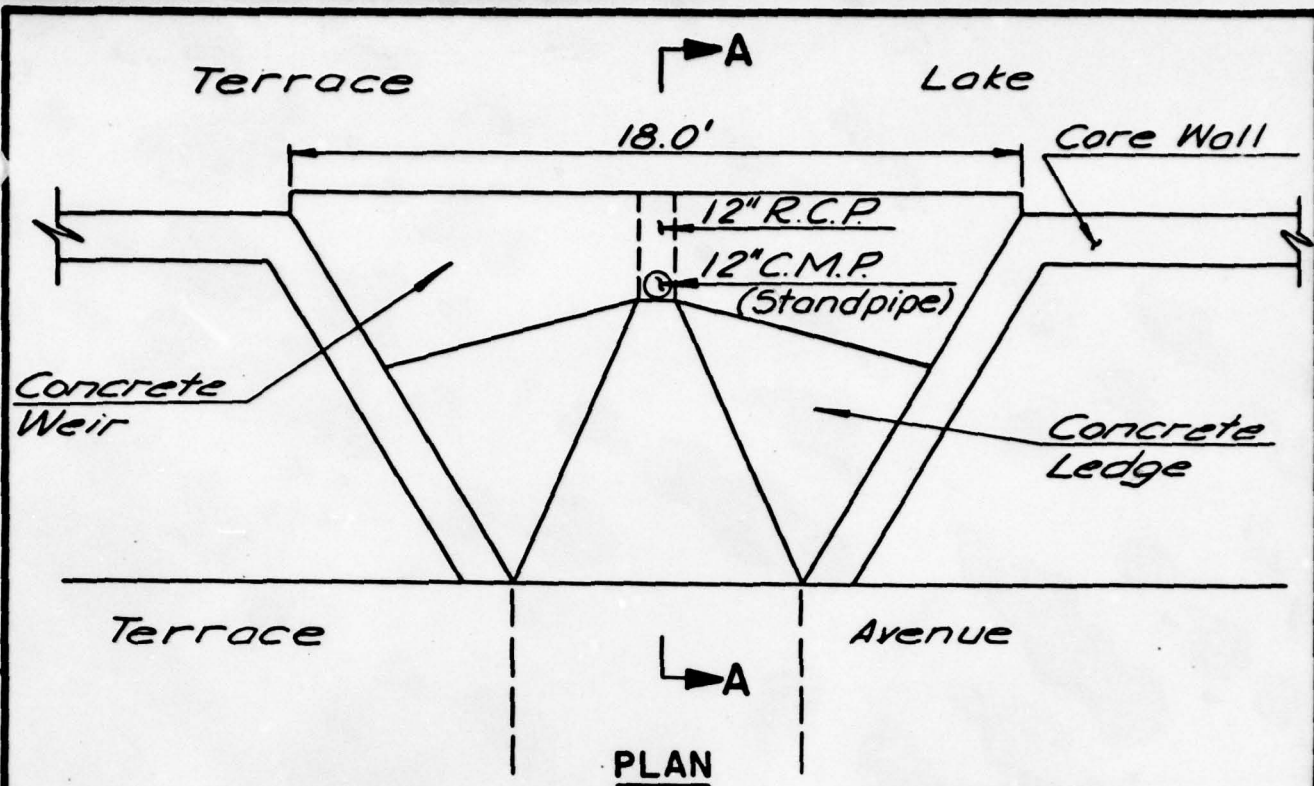 A
Terrace Lake
18.0'
Core Wall
12" R.C.P.
12" C.M.P.
(Standpipe)
Concrete
Weir
Concrete
Ledge
Terrace Avenue
A
PLAN